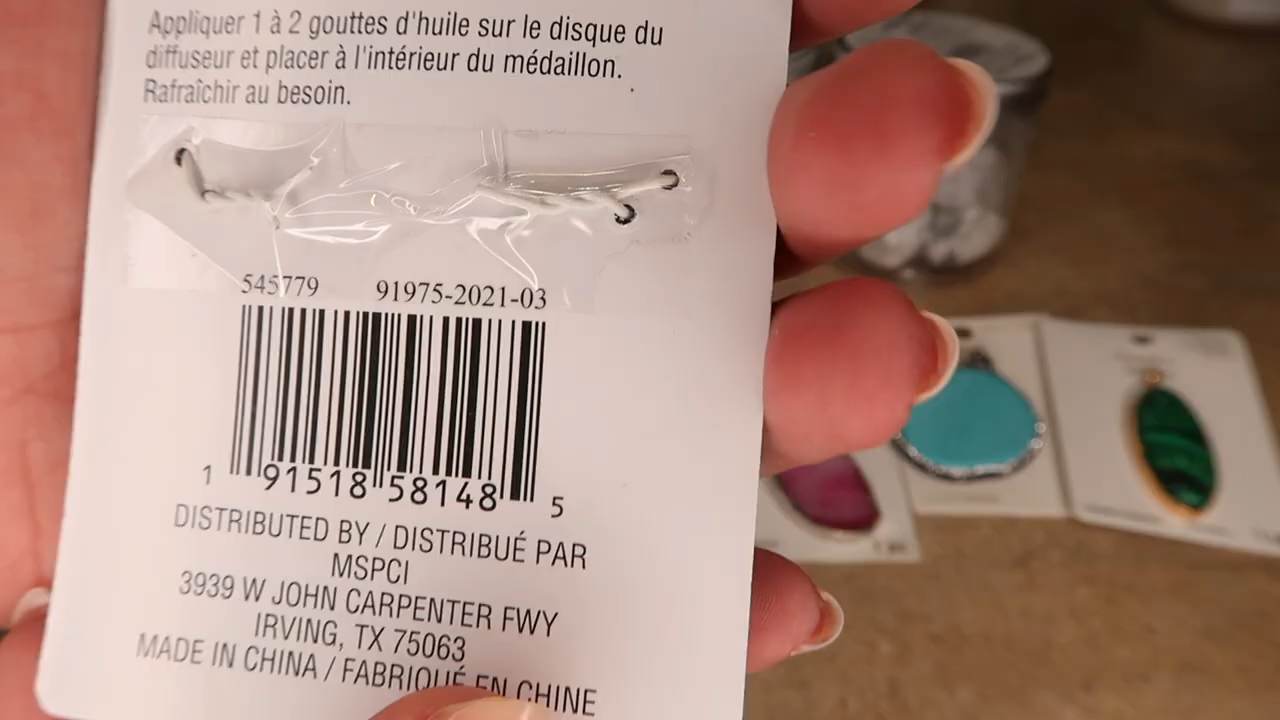 Appliquer 1 à 2 gouttes d'huile sur le disque du
diffuseur et placer à l'intérieur du médaillon.
Rafraîchir au besoin.
545779 91975-2021-03
1 91518 58148 5
DISTRIBUTED BY / DISTRIBUÉ PAR
MSPCI
3939 W JOHN CARPENTER FWY
IRVING, TX 75063
MADE IN CHINA / FABRIQUÉ EN CHINE